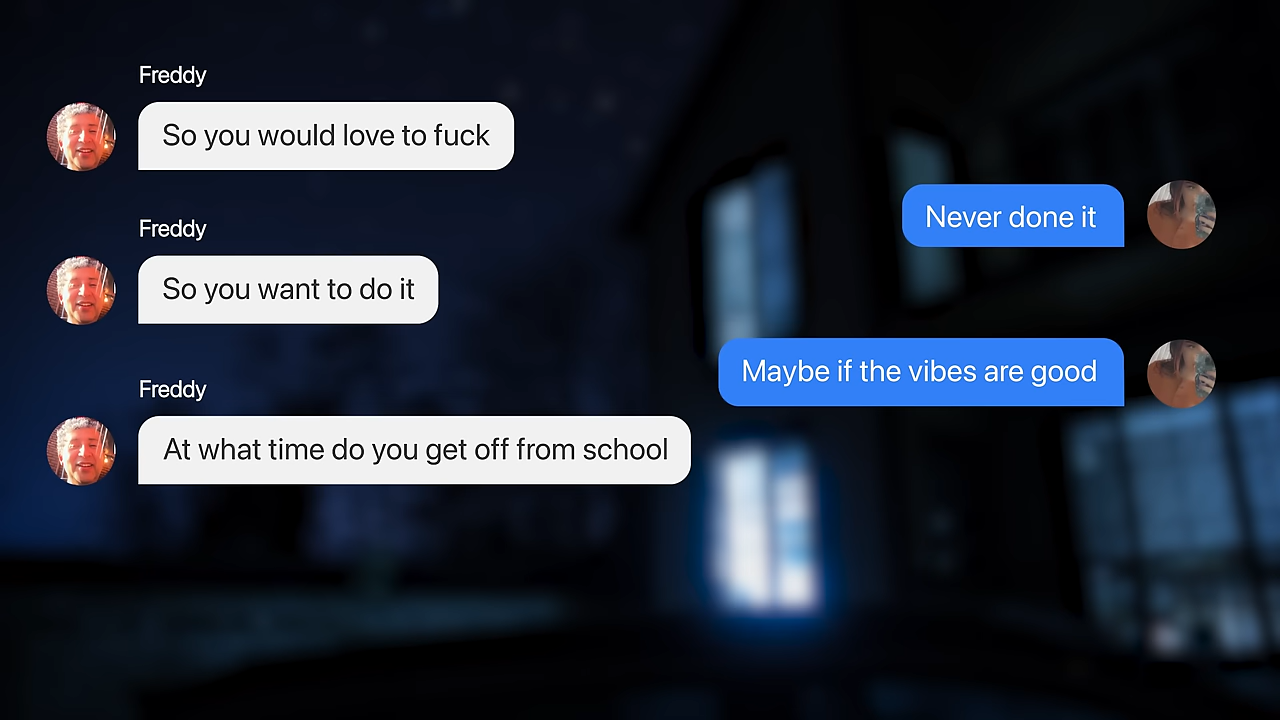 Freddy
So you would love to fuck
Never done it
Freddy
So you want to do it
Maybe if the vibes are good
Freddy
At what time do you get off from school